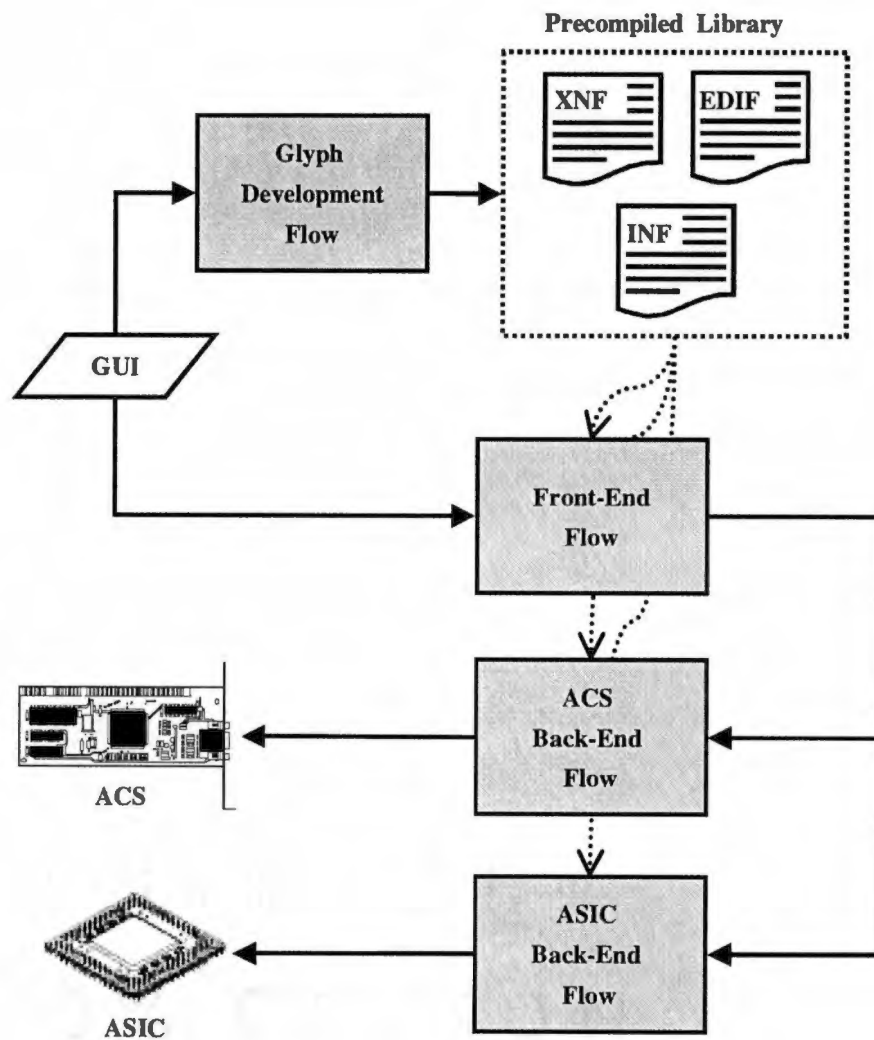 Precompiled Library
XNF
EDIF
INF
Glyph
Development
Flow
GUI
Front-End
Flow
ACS
Back-End
Flow
ACS
ASIC
Back-End
Flow
ASIC